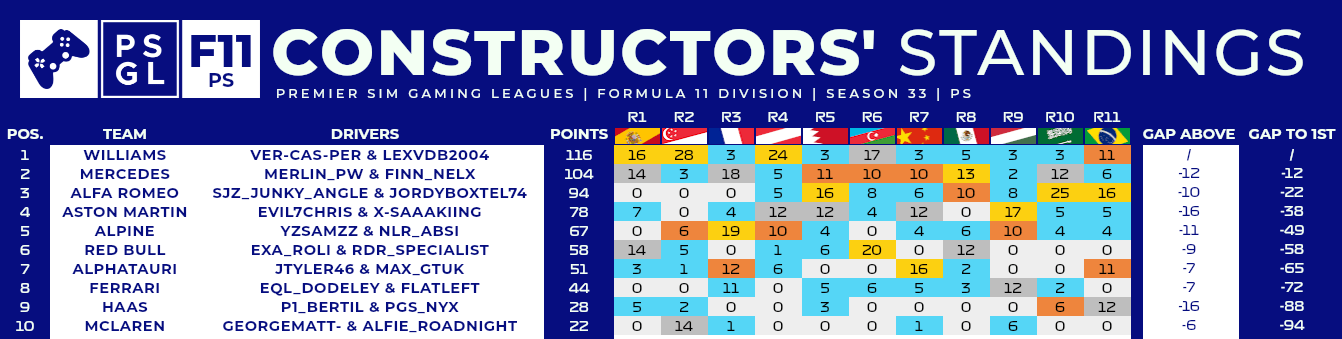 PS
GL
F11
PS
CONSTRUCTORS' STANDINGS
PREMIER SIM GAMING LEAGUES | FORMULA 11 DIVISION | SEASON 33 | PS
R1 R2 R3 R4 R5 R6 R7 R8 R9 R10 R11
POS. TEAM DRIVERS POINTS GAP ABOVE GAP TO 1ST
1 WILLIAMS VER-CAS-PER & LEXVDB2004 116 16 28 3 24 3 17 3 5 3 3 11 / /
2 MERCEDES MERLIN_PW & FINN_NELX 104 14 3 18 5 11 10 10 13 2 12 6 -12 -12
3 ALFA ROMEO SJZ_JUNKY_ANGLE & JORDYBOXTEL74 94 0 0 0 5 16 8 6 10 8 25 16 -10 -22
4 ASTON MARTIN EVIL7CHRIS & X-SAAAKIING 78 7 0 4 12 12 4 12 0 17 5 5 -16 -38
5 ALPINE YZSAMZZ & NLR_ABSI 67 0 6 19 10 4 0 4 6 10 4 4 -11 -49
6 RED BULL EXA_ROLI & RDR_SPECIALIST 58 14 5 0 1 6 20 0 12 0 0 0 -9 -58
7 ALPHATAURI JTYLER46 & MAX_GTUK 51 3 1 12 6 0 0 16 2 0 0 11 -7 -65
8 FERRARI EQL_DODELEY & FLATLEFT 44 0 0 11 0 5 6 5 3 12 2 0 -7 -72
9 HAAS P1_BERTIL & PGS_NYX 28 5 2 0 0 3 0 0 0 0 6 12 -16 -88
10 MCLAREN GEORGEMATT- & ALFIE_ROADNIGHT 22 0 14 1 0 0 0 1 0 6 0 0 -6 -94